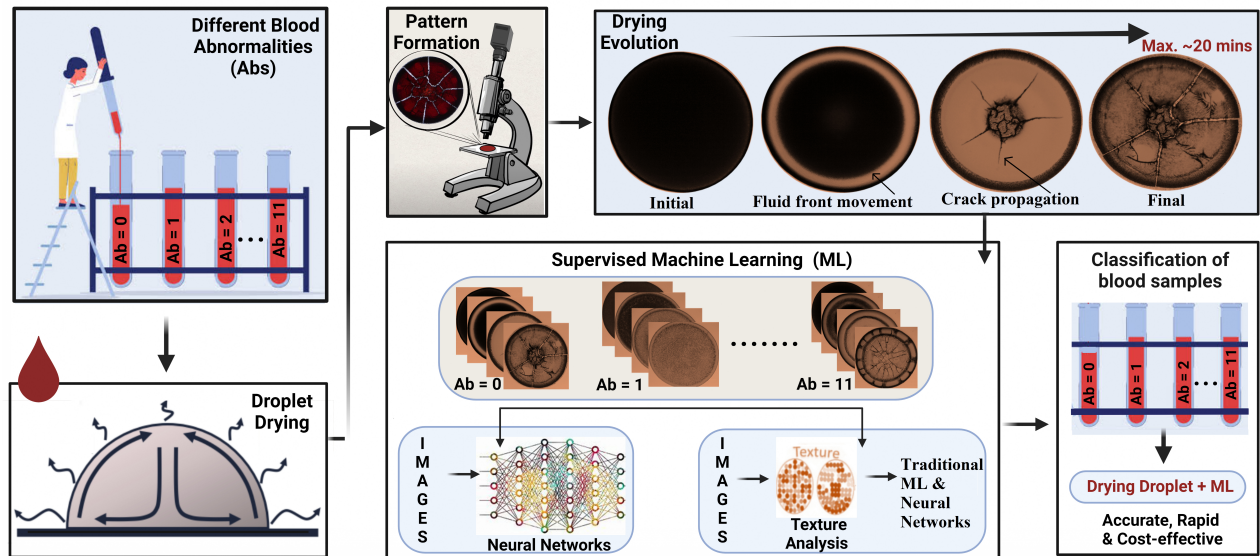 Different Blood
Abnormalities
(Abs)
Ab = 0
Ab = 1
Ab = 2
Ab = 11
Droplet
Drying
Pattern
Formation
Drying
Evolution
Max. ~20 mins
Initial
Fluid front movement
Crack propagation
Final
Supervised Machine Learning (ML)
Ab = 0
Ab = 1
Ab = 11
IMAGES
Neural Networks
IMAGES
Texture
Texture
Analysis
Traditional
ML &
Neural
Networks
Classification of
blood samples
Ab = 0
Ab = 1
Ab = 2
Ab = 11
Drying Droplet + ML
Accurate, Rapid
& Cost-effective